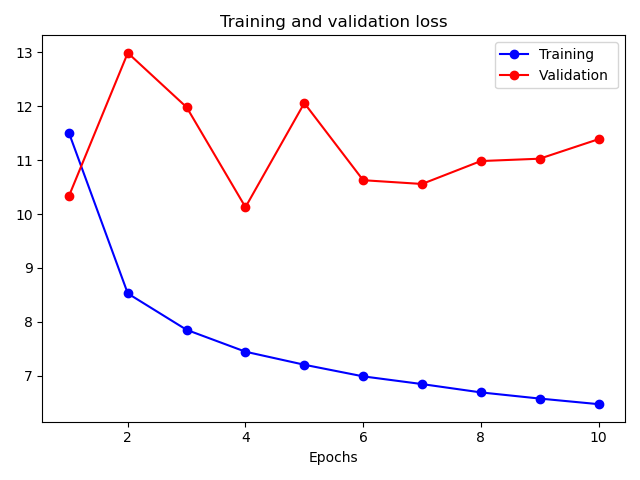 Training and validation loss
Training
Validation
13
12
11
10
9
8
7
2 4 6 8 10
Epochs